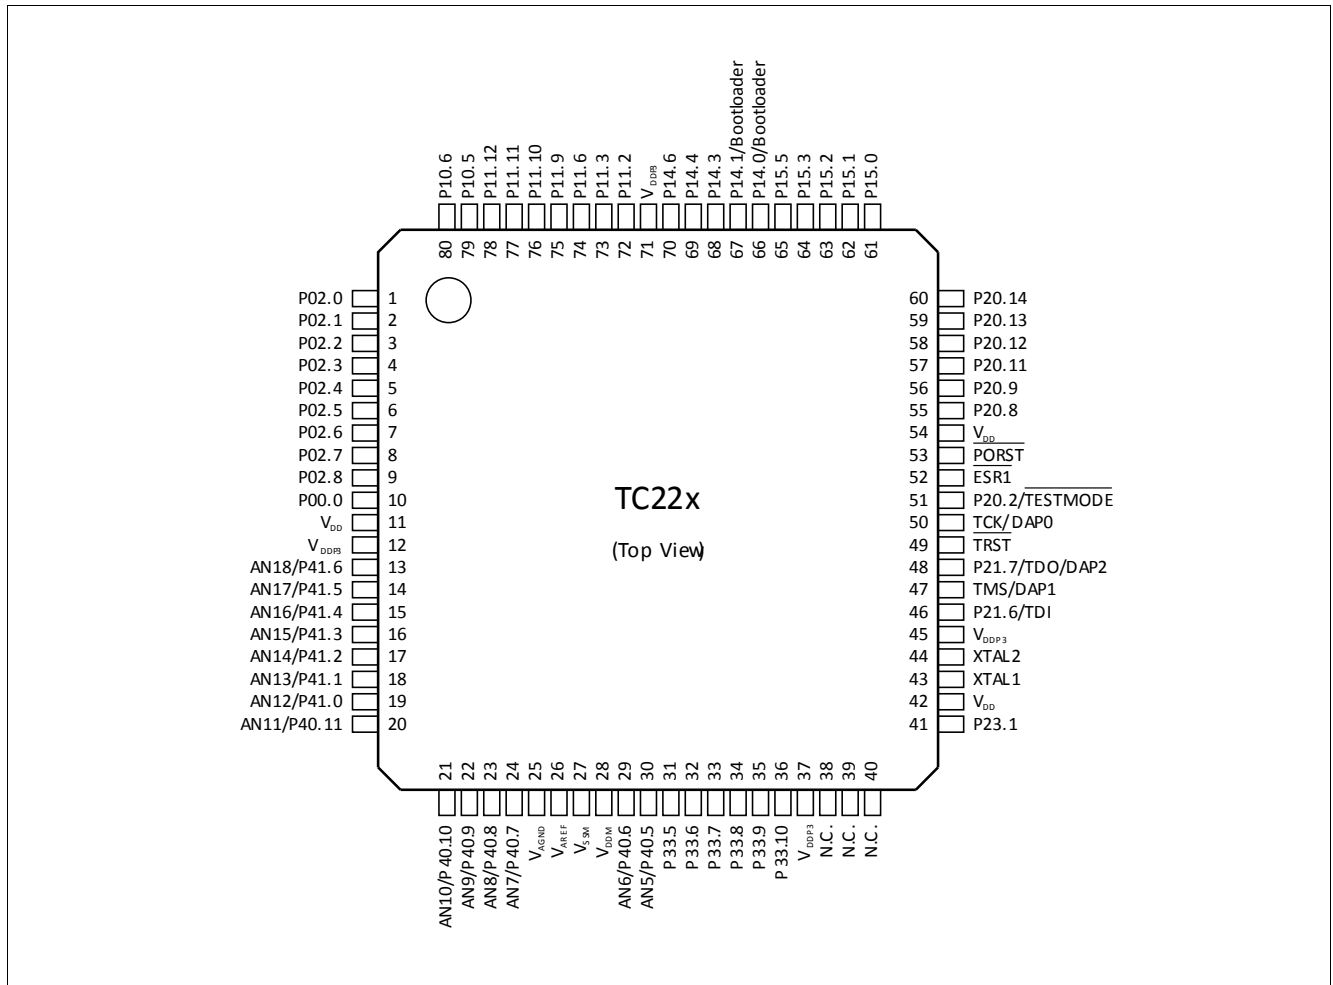 P10.6
P10.5
P11.12
P11.11
P11.10
P11.9
P11.6
P11.3
P11.2
VDDP3
P14.6
P14.4
P14.3
P14.1/Bootloader
P14.0/Bootloader
P15.5
P15.3
P15.2
P15.1
P15.0
80
79
78
77
76
75
74
73
72
71
70
69
68
67
66
65
64
63
62
61
P02.0 1
P02.1 2
P02.2 3
P02.3 4
P02.4 5
P02.5 6
P02.6 7
P02.7 8
P02.8 9
P00.0 10
VDD 11
VDDP3 12
AN18/P41.6 13
AN17/P41.5 14
AN16/P41.4 15
AN15/P41.3 16
AN14/P41.2 17
AN13/P41.1 18
AN12/P41.0 19
AN11/P40.11 20
TC22x
(Top View)
60 P20.14
59 P20.13
58 P20.12
57 P20.11
56 P20.9
55 P20.8
54 VDD
53 PORST
52 ESR1
51 P20.2/TESTMODE
50 TCK/DAP0
49 TRST
48 P21.7/TDO/DAP2
47 TMS/DAP1
46 P21.6/TDI
45 VDDP3
44 XTAL2
43 XTAL1
42 VDD
41 P23.1
21
22
23
24
25
26
27
28
29
30
31
32
33
34
35
36
37
38
39
40
AN10/P40.10
AN9/P40.9
AN8/P40.8
AN7/P40.7
VAGND
VAREF
VSSM
VDDM
AN6/P40.6
AN5/P40.5
P33.5
P33.6
P33.7
P33.8
P33.9
P33.10
VDDP3
N.C.
N.C.
N.C.